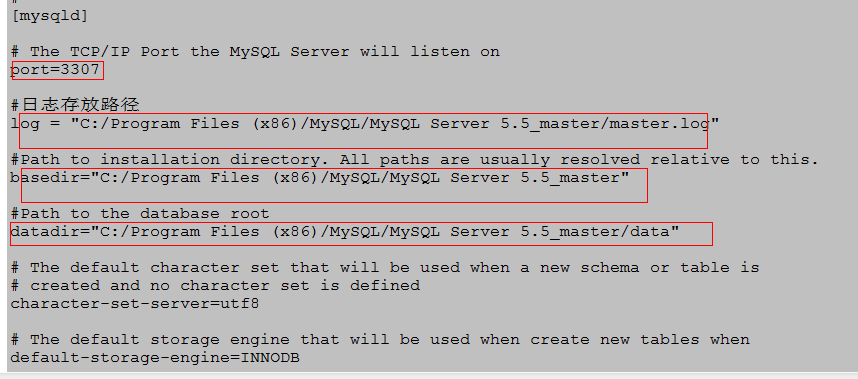 [mysqld]
# The TCP/IP Port the MySQL Server will listen on
port=3307
#日志存放路径
log = "C:/Program Files (x86)/MySQL/MySQL Server 5.5_master/master.log"
#Path to installation directory. All paths are usually resolved relative to this.
basedir="C:/Program Files (x86)/MySQL/MySQL Server 5.5_master"
#Path to the database root
datadir="C:/Program Files (x86)/MySQL/MySQL Server 5.5_master/data"
# The default character set that will be used when a new schema or table is
# created and no character set is defined
character-set-server=utf8
# The default storage engine that will be used when create new tables when
default-storage-engine=INNODB